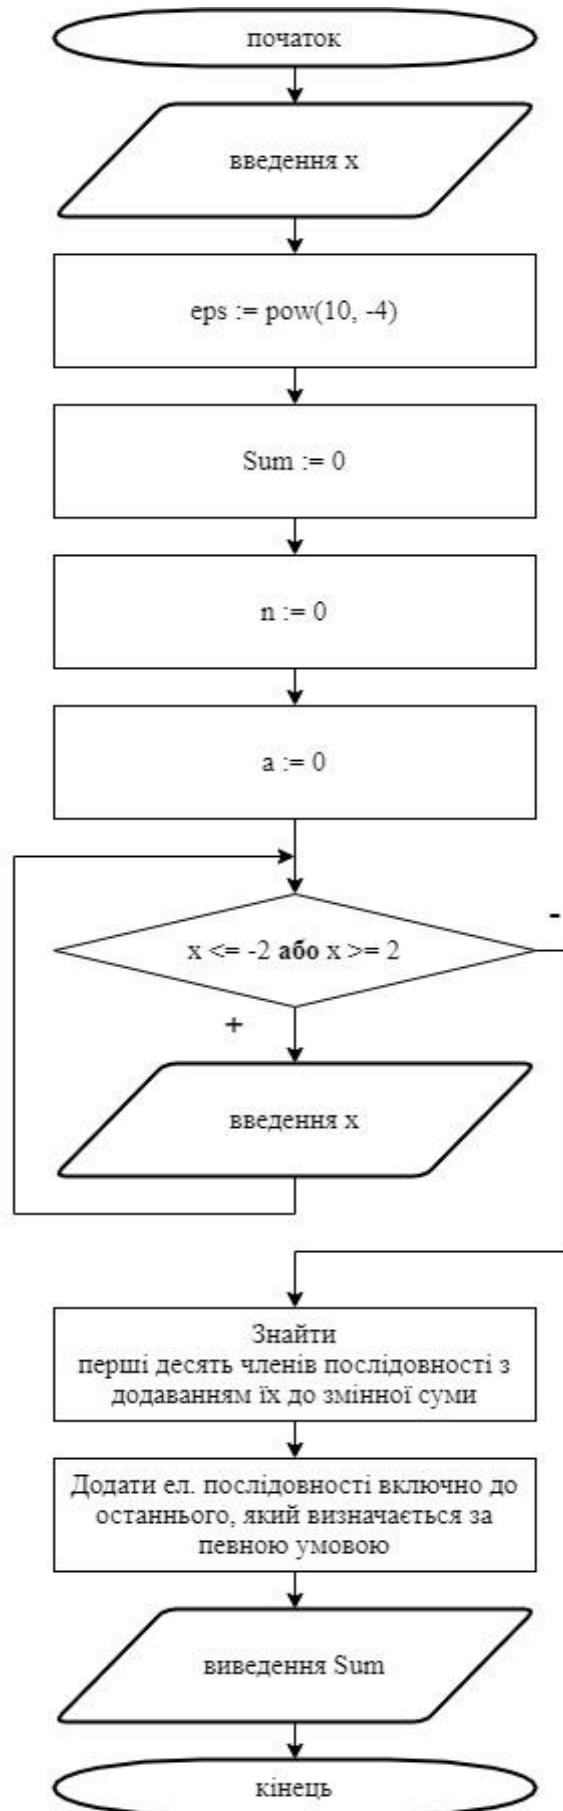 початок
введення x
eps := pow(10, -4)
Sum := 0
n := 0
a := 0
x <= -2 або x >= 2
-
+
введення x
Знайти
перші десять членів послідовності з
додаванням їх до змінної суми
Додати ел. послідовності включно до
останнього, який визначається за
певною умовою
виведення Sum
кінець